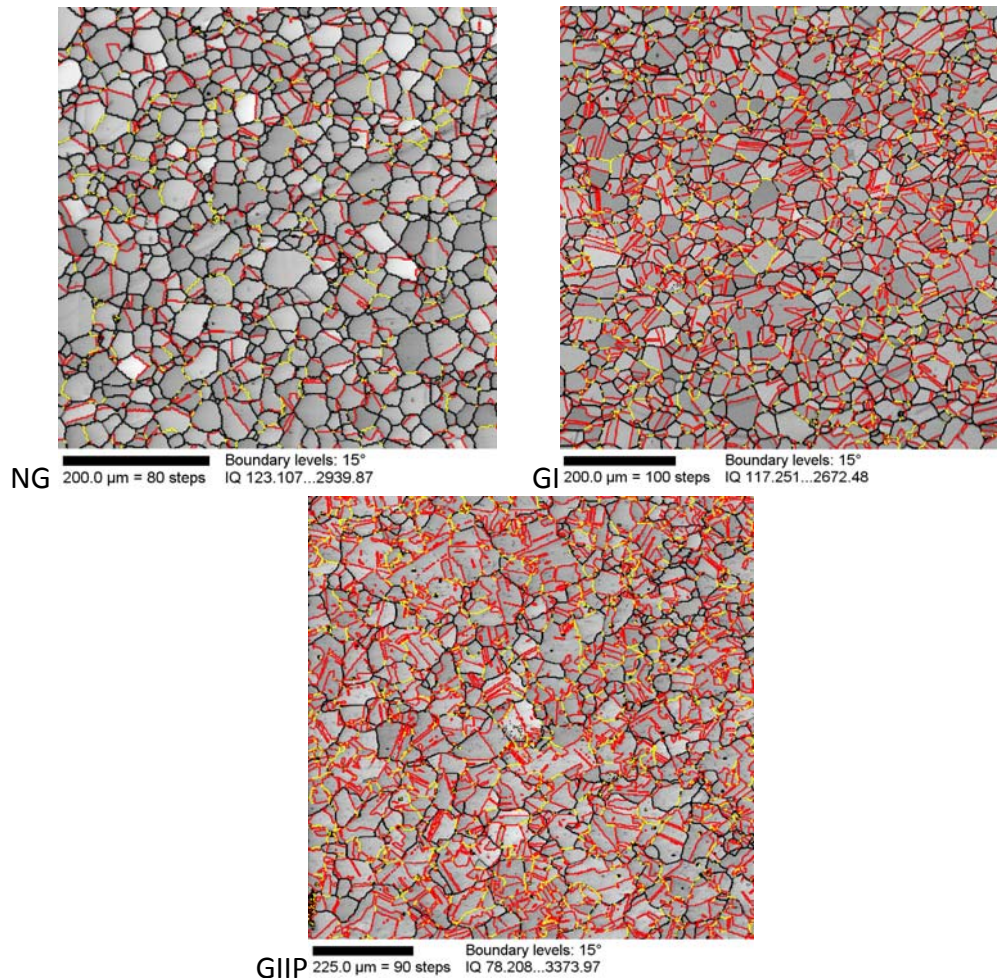 NG
200.0 µm = 80 steps
Boundary levels: 15°
IQ 123.107...2939.87
GI
200.0 µm = 100 steps
Boundary levels: 15°
IQ 117.251...2672.48
GIIP
225.0 µm = 90 steps
Boundary levels: 15°
IQ 78.208...3373.97